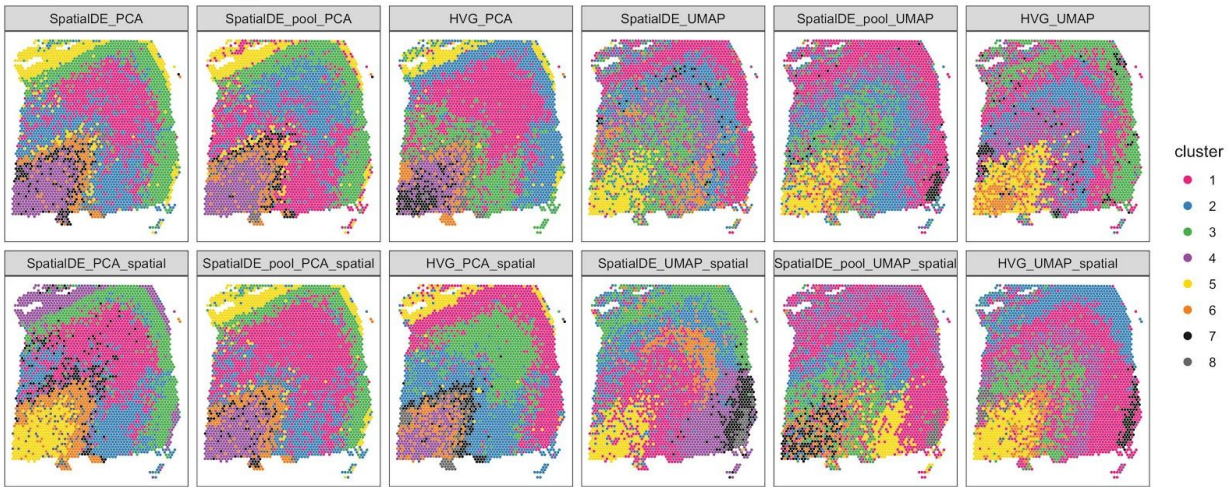 SpatialDE_PCA
SpatialDE_pool_PCA
HVG_PCA
SpatialDE_UMAP
SpatialDE_pool_UMAP
HVG_UMAP
SpatialDE_PCA_spatial
SpatialDE_pool_PCA_spatial
HVG_PCA_spatial
SpatialDE_UMAP_spatial
SpatialDE_pool_UMAP_spatial
HVG_UMAP_spatial
cluster
1
2
3
4
5
6
7
8